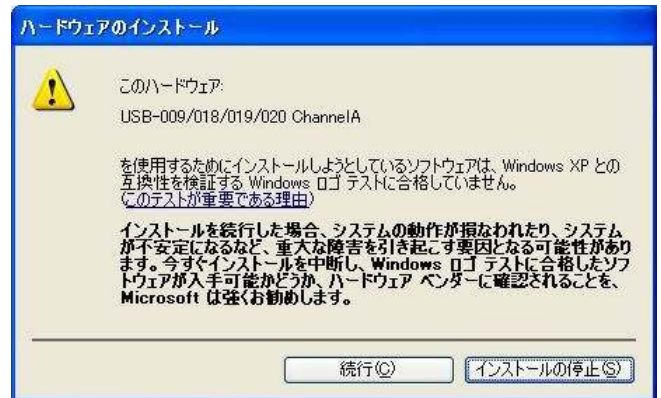 ハードウェアのインストール
このハードウェア:
USB-009/018/019/020 ChannelA
を使用するためにインストールしようとしているソフトウェアは、Windows XP との
互換性を検証する Windows ロゴ テストに合格していません。
(このテストが重要である理由)
インストールを続行した場合、システムの動作が損なわれたり、システム
が不安定になるなど、重大な障害を引き起こす要因となる可能性があり
ます。今すぐインストールを中断し、Windows ロゴ テストに合格したソフ
トウェアが入手可能かどうか、ハードウェア ベンダーに確認されることを、
Microsoft は強くお勧めします。
続行(C)
インストールの停止(S)